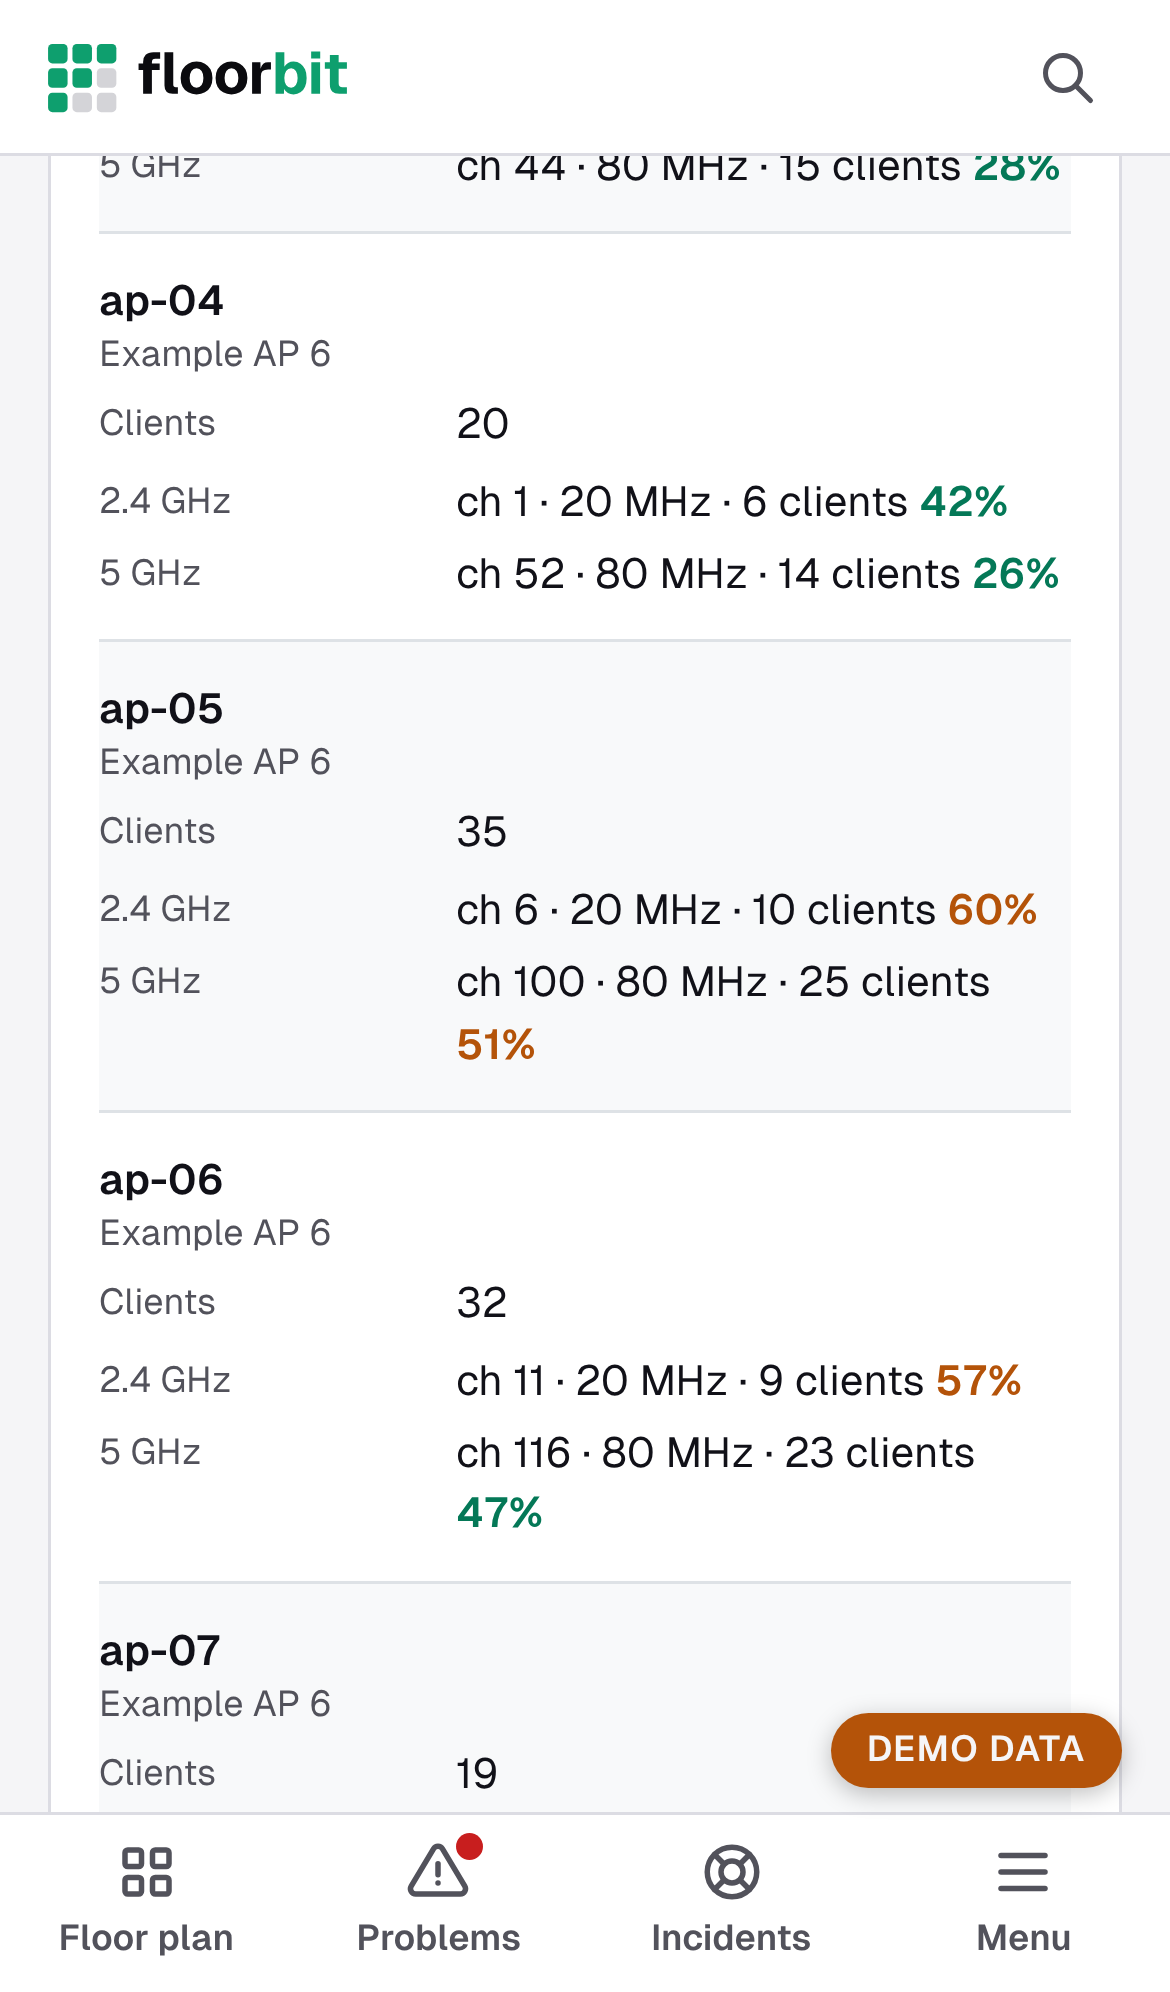 floorbit
5 GHz ch 44 · 80 MHz · 15 clients 28%
ap-04
Example AP 6
Clients 20
2.4 GHz ch 1 · 20 MHz · 6 clients 42%
5 GHz ch 52 · 80 MHz · 14 clients 26%
ap-05
Example AP 6
Clients 35
2.4 GHz ch 6 · 20 MHz · 10 clients 60%
5 GHz ch 100 · 80 MHz · 25 clients
51%
ap-06
Example AP 6
Clients 32
2.4 GHz ch 11 · 20 MHz · 9 clients 57%
5 GHz ch 116 · 80 MHz · 23 clients
47%
ap-07
Example AP 6
Clients 19
DEMO DATA
Floor plan Problems Incidents Menu